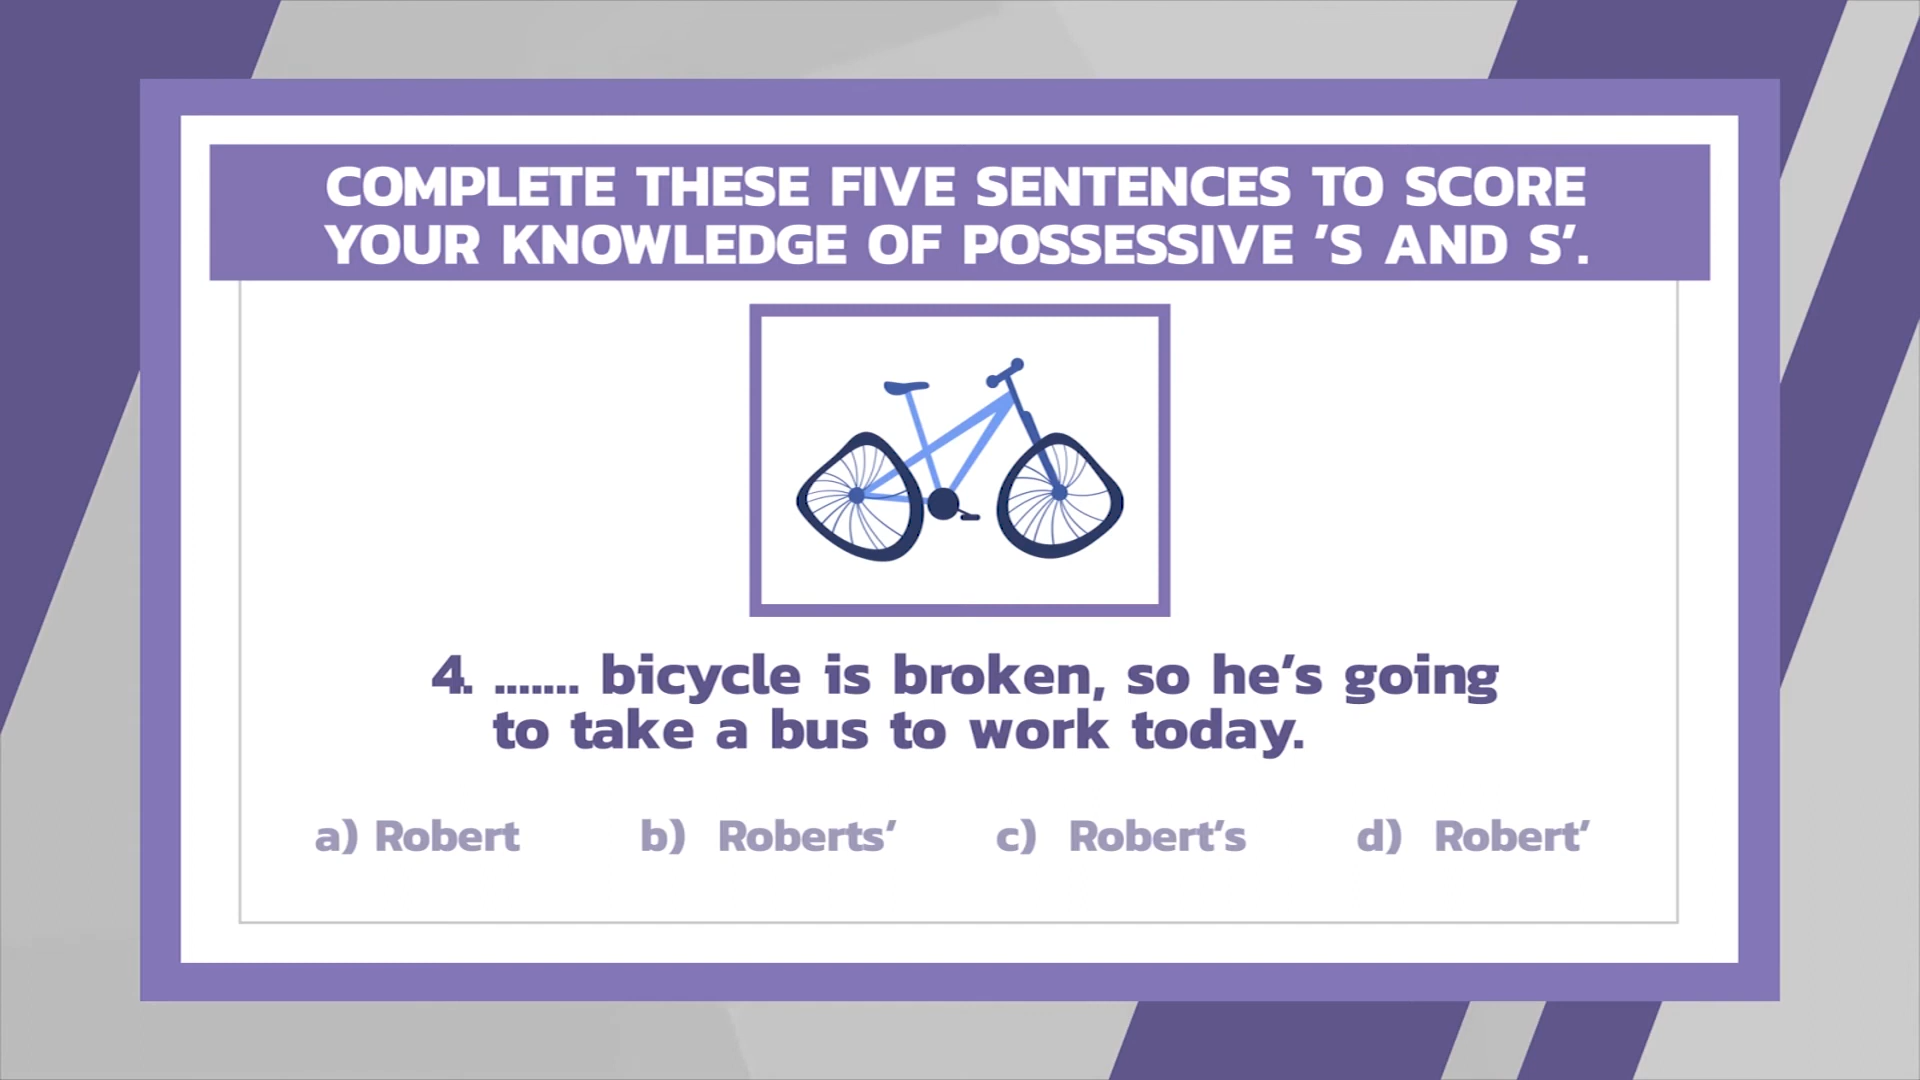 COMPLETE THESE FIVE SENTENCES TO SCORE
YOUR KNOWLEDGE OF POSSESSIVE ’S AND S’.
4. ....... bicycle is broken, so he’s going
to take a bus to work today.
a) Robert b) Roberts’ c) Robert’s d) Robert’